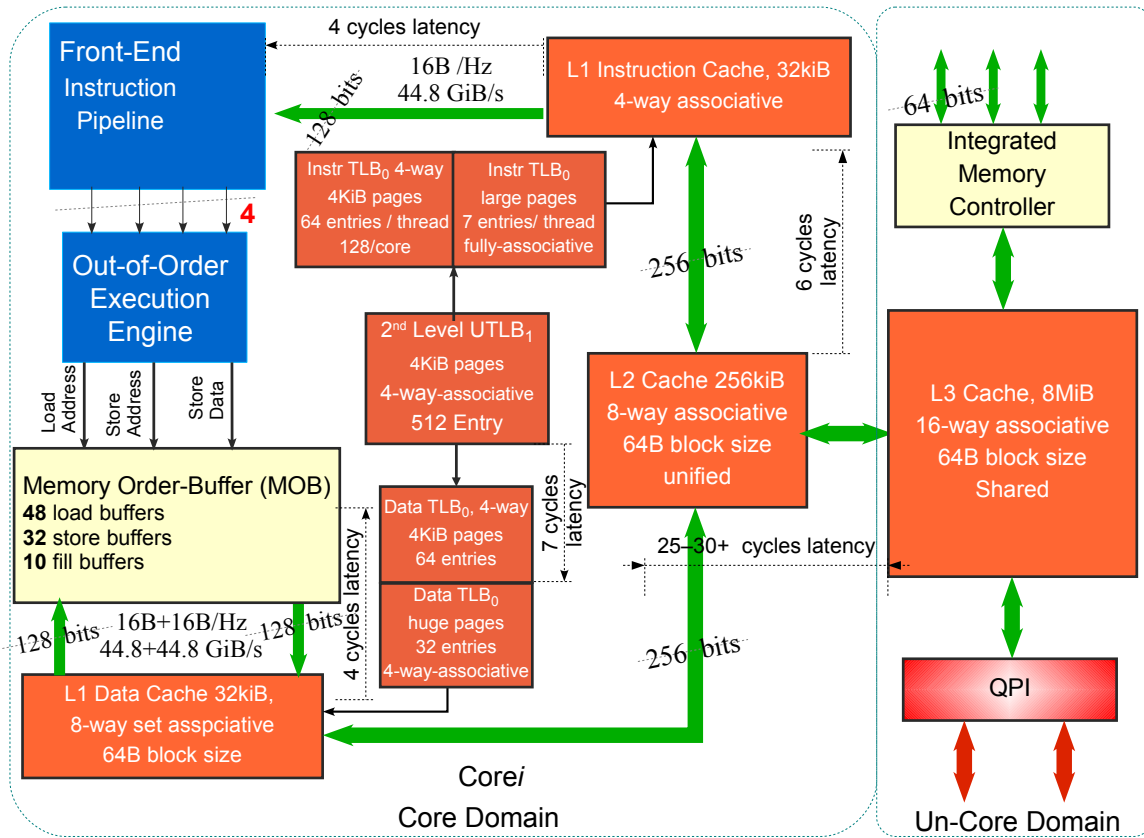 Front-End
Instruction
Pipeline
4 cycles latency
16B /Hz
44.8 GiB/s
128 bits
L1 Instruction Cache, 32kiB
4-way associative
64 bits
Integrated
Memory
Controller
Instr TLB0 4-way
4KiB pages
64 entries / thread
128/core
Instr TLB0
large pages
7 entries/ thread
fully-associative
4
256 bits
6 cycles
latency
Out-of-Order
Execution
Engine
2nd Level UTLB1
4KiB pages
4-way-associative
512 Entry
L2 Cache 256kiB
8-way associative
64B block size
unified
L3 Cache, 8MiB
16-way associative
64B block size
Shared
Load
Address
Store
Address
Store
Data
Memory Order-Buffer (MOB)
48 load buffers
32 store buffers
10 fill buffers
4 cycles latency
Data TLB0, 4-way
4KiB pages
64 entries
7 cycles
latency
25–30+ cycles latency
Data TLB0
huge pages
32 entries
4-way-associative
128 bits
16B+16B/Hz
44.8+44.8 GiB/s
128 bits
256 bits
L1 Data Cache 32kiB,
8-way set asspciative
64B block size
QPI
Corei
Core Domain
Un-Core Domain